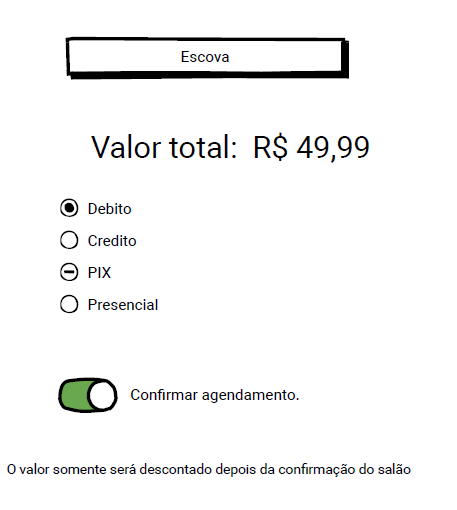 Escova
Valor total: R$ 49,99
Debito
Credito
PIX
Presencial
Confirmar agendamento.
O valor somente será descontado depois da confirmação do salão